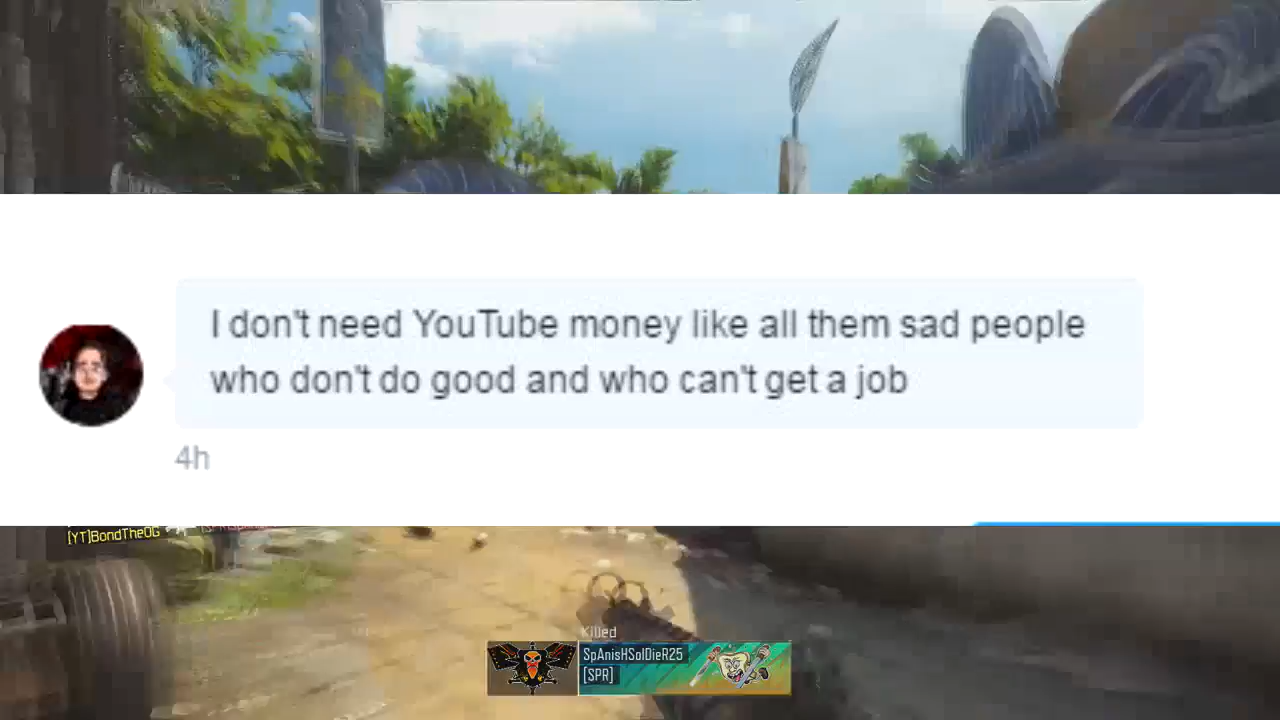 I don't need YouTube money like all them sad people
who don't do good and who can't get a job
4h
[YT]BondTheOG
Killed
SpAnisHSolDieR25
[SPR]